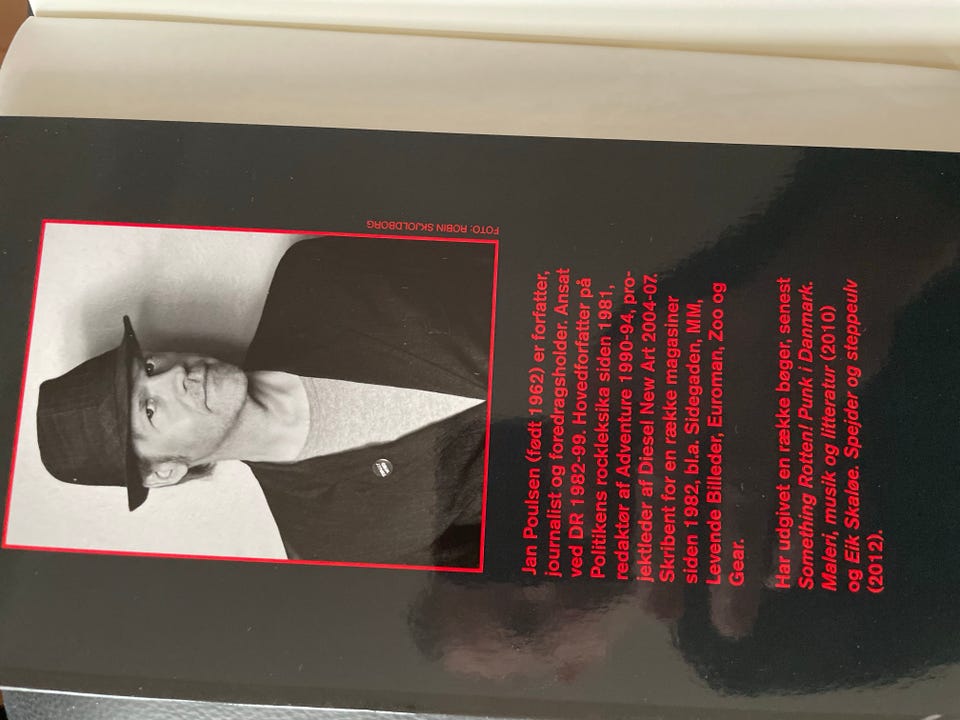 FOTO: ROBIN SKJOLDBORG
Jan Poulsen (født 1962) er forfatter,
journalist og foredragsholder. Ansat
ved DR 1982-99. Hovedforfatter på
Politikens rockleksika siden 1981,
redaktør af Adventure 1990-94, pro-
jektleder af Diesel New Art 2004-07.
Skribent for en række magasiner
siden 1982, bl.a. Sidegaden, MM,
Levende Billeder, Euroman, Zoo og
Gear.
Har udgivet en række bøger, senest
Something Rotten! Punk i Danmark.
Maleri, musik og litteratur (2010)
og Eik Skaløe. Spejder og steppeulv
(2012).